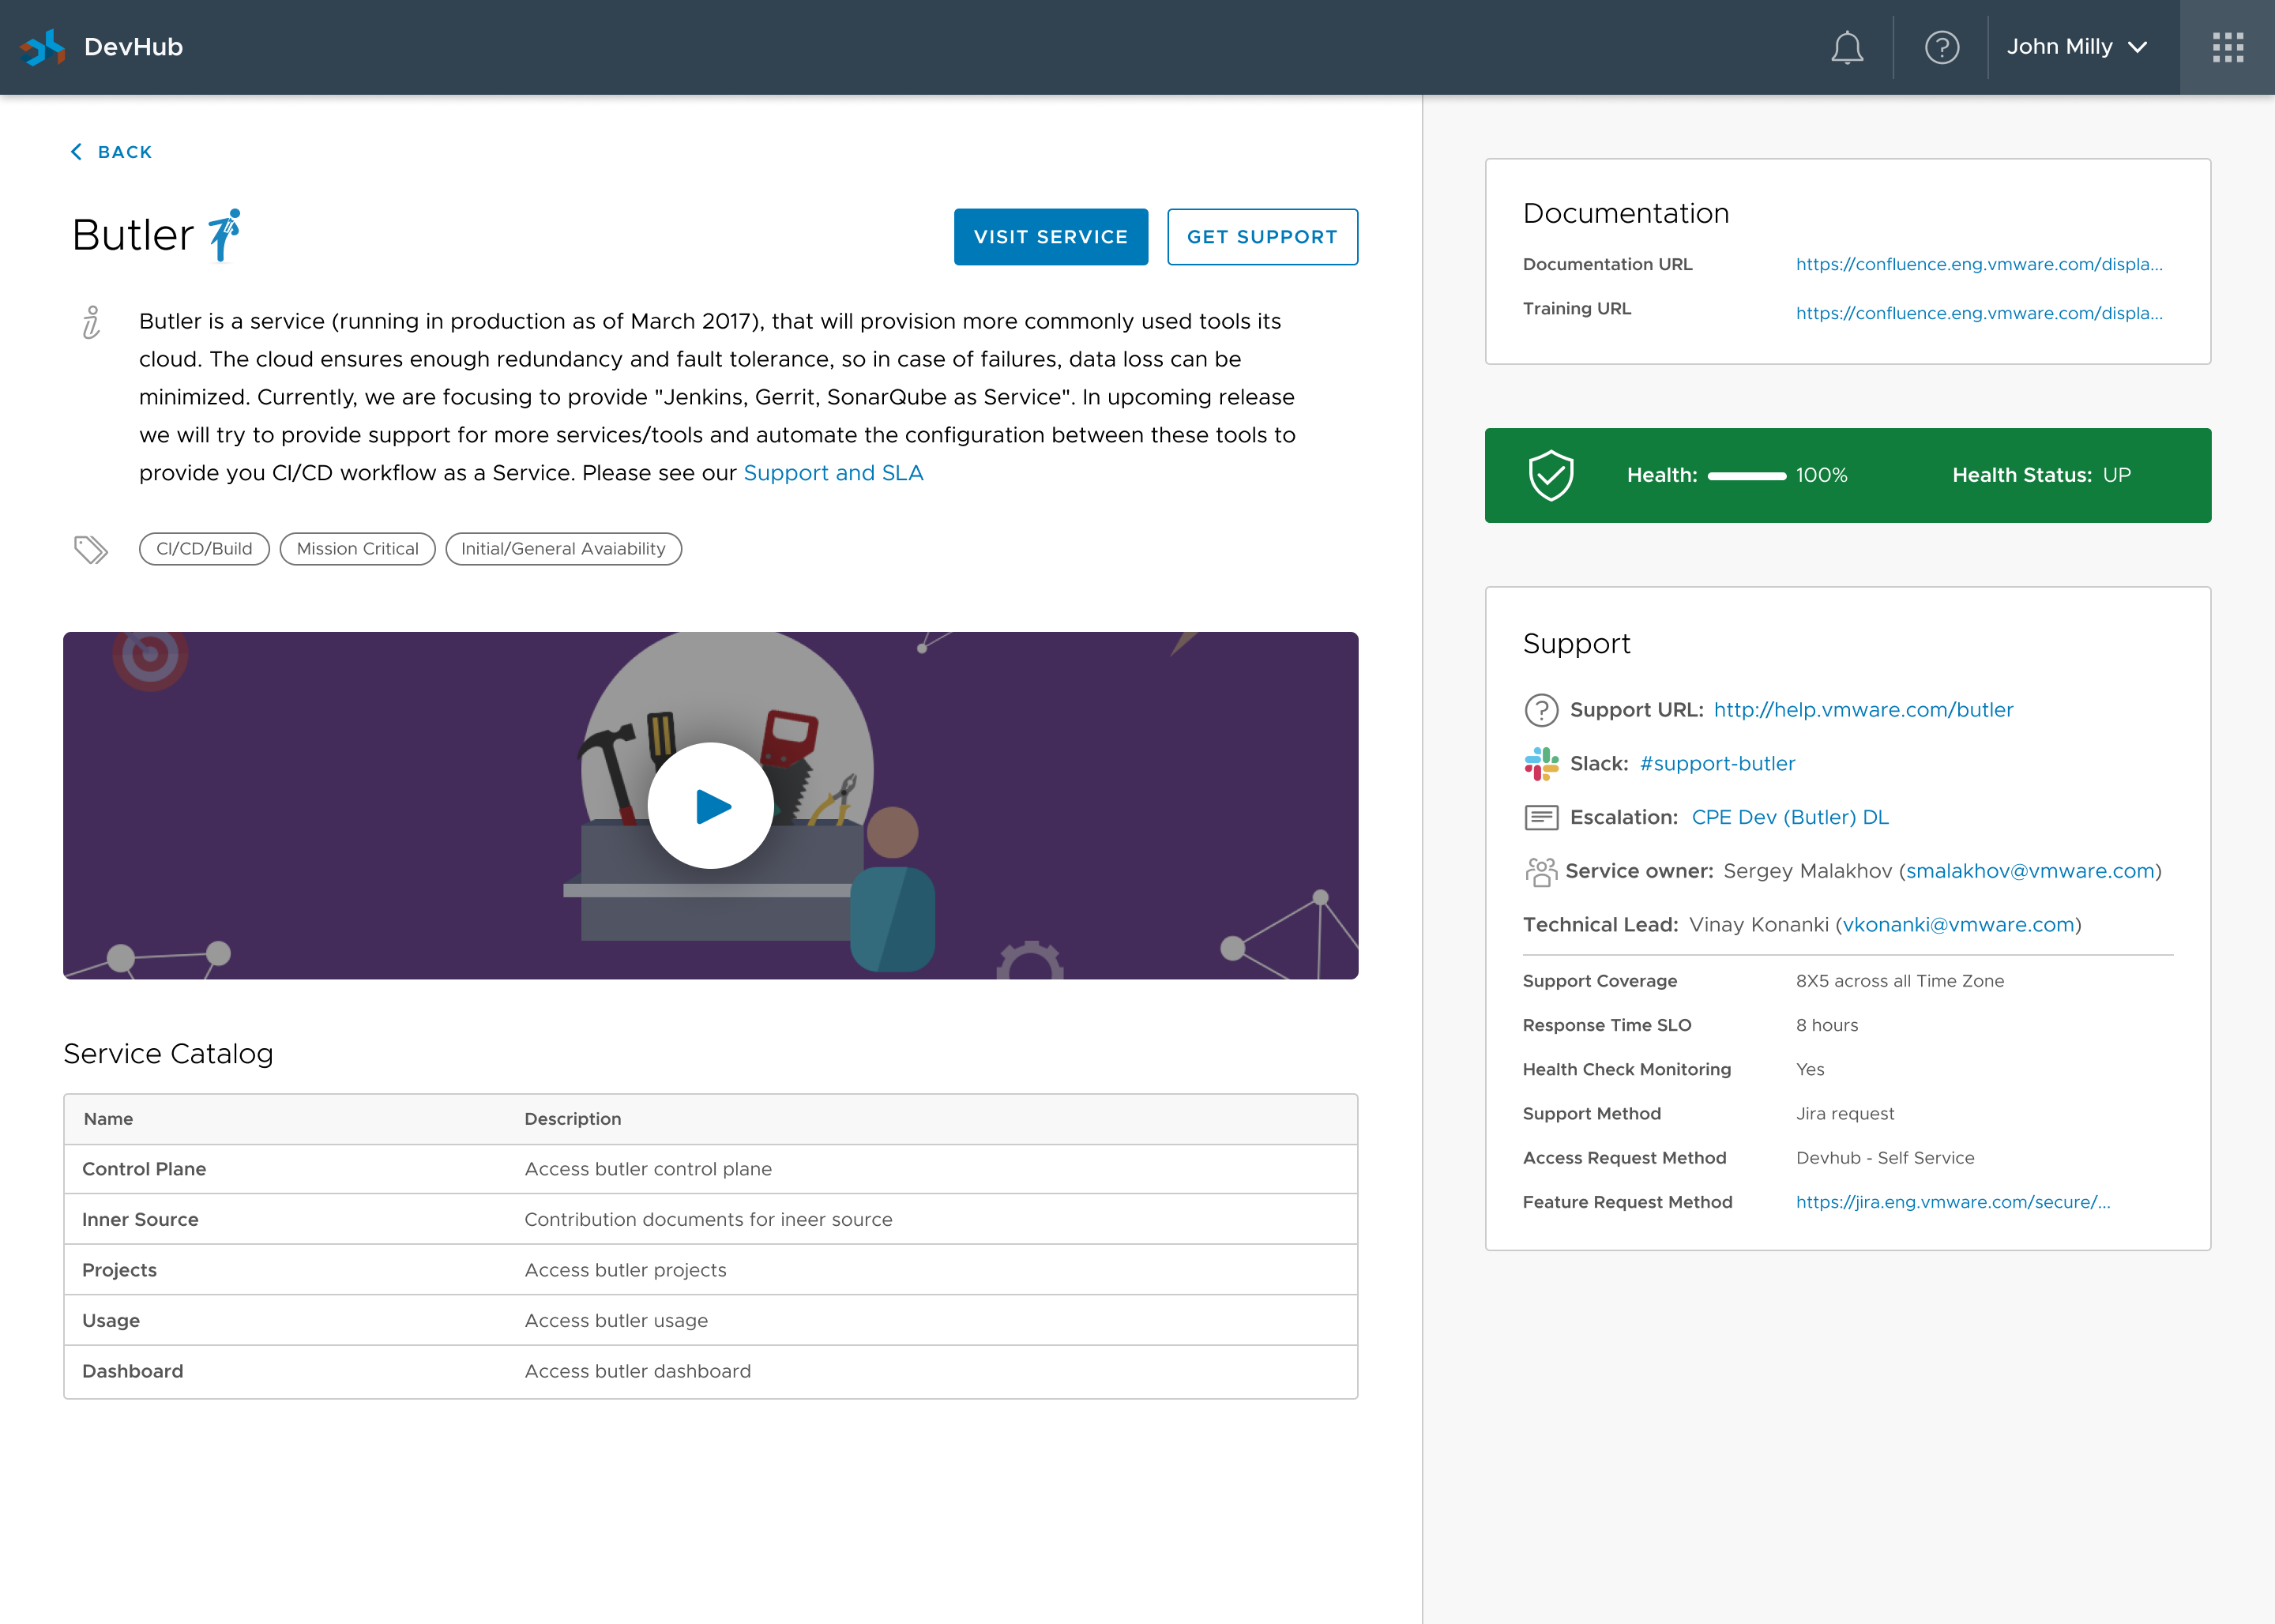 DevHub
John Milly
BACK
Butler
VISIT SERVICE
GET SUPPORT
Butler is a service (running in production as of March 2017), that will provision more commonly used tools its
cloud. The cloud ensures enough redundancy and fault tolerance, so in case of failures, data loss can be
minimized. Currently, we are focusing to provide "Jenkins, Gerrit, SonarQube as Service". In upcoming release
we will try to provide support for more services/tools and automate the configuration between these tools to
provide you CI/CD workflow as a Service. Please see our Support and SLA
CI/CD/Build
Mission Critical
Initial/General Avaiability
Service Catalog
Name Description
Control Plane Access butler control plane
Inner Source Contribution documents for ineer source
Projects Access butler projects
Usage Access butler usage
Dashboard Access butler dashboard
Documentation
Documentation URL https://confluence.eng.vmware.com/displa...
Training URL https://confluence.eng.vmware.com/displa...
Health: 100% Health Status: UP
Support
Support URL: http://help.vmware.com/butler
Slack: #support-butler
Escalation: CPE Dev (Butler) DL
Service owner: Sergey Malakhov (smalakhov@vmware.com)
Technical Lead: Vinay Konanki (vkonanki@vmware.com)
Support Coverage 8X5 across all Time Zone
Response Time SLO 8 hours
Health Check Monitoring Yes
Support Method Jira request
Access Request Method Devhub - Self Service
Feature Request Method https://jira.eng.vmware.com/secure/...